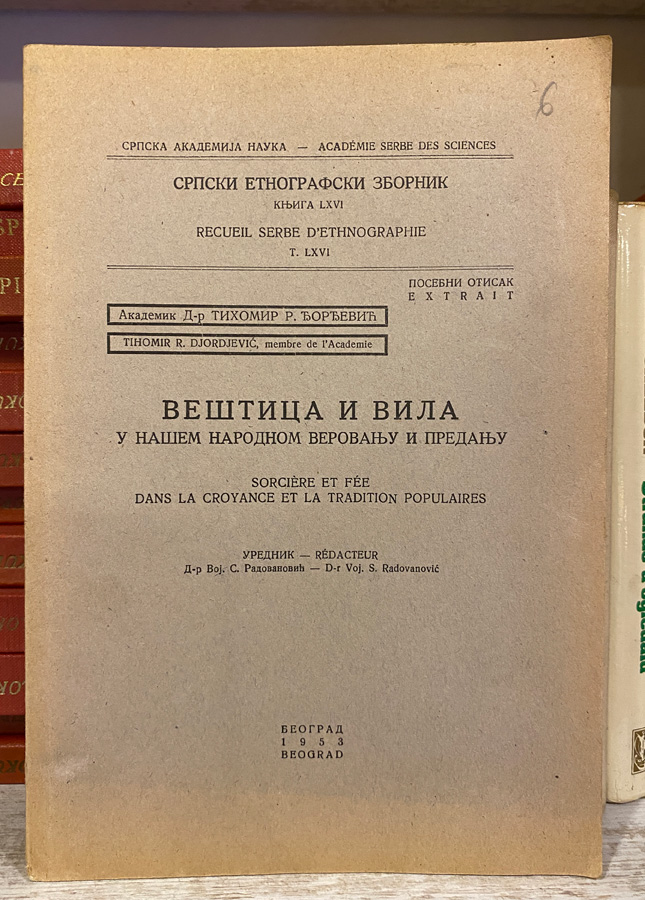 6
СРПСКА АКАДЕМИЈА НАУКА — ACADÉMIE SERBE DES SCIENCES
СРПСКИ ЕТНОГРАФСКИ ЗБОРНИК
КЊИГА LXVI
RECUEIL SERBE D'ETHNOGRAPHIE
T. LXVI
ПОСЕБНИ ОТИСАК
EXTRAIT
Академик Д-р ТИХОМИР Р. ЂОРЂЕВИЋ
TIHOMIR R. DJORDJEVIĆ, membre de l'Academie
ВЕШТИЦА И ВИЛА
У НАШЕМ НАРОДНОМ ВЕРОВАЊУ И ПРЕДАЊУ
SORCIÈRE ET FÉE
DANS LA CROYANCE ET LA TRADITION POPULAIRES
УРЕДНИК — RÉDACTEUR
Д-р Вој. С. Радовановић — D-r Voj. S. Radovanović
БЕОГРАД
1953
BEOGRAD